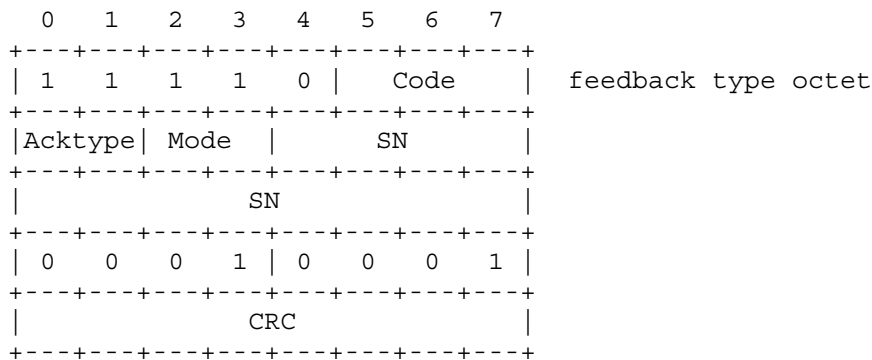 0   1   2   3   4   5   6   7
+---+---+---+---+---+---+---+---+
| 1   1   1   1   0 |   Code    |  feedback type octet
+---+---+---+---+---+---+---+---+
|Acktype| Mode  |      SN       |
+---+---+---+---+---+---+---+---+
|              SN               |
+---+---+---+---+---+---+---+---+
| 0   0   0   1 | 0   0   0   1 |
+---+---+---+---+---+---+---+---+
|              CRC              |
+---+---+---+---+---+---+---+---+